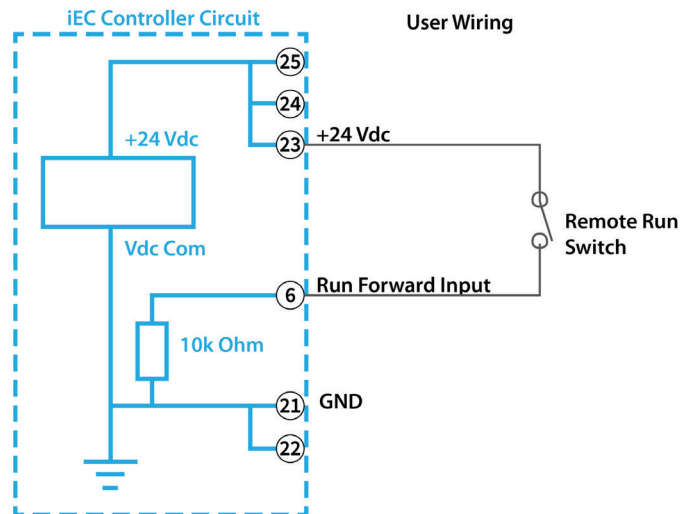 iEC Controller Circuit
User Wiring
25
24
+24 Vdc
23
+24 Vdc
Remote Run
Switch
Vdc Com
6
Run Forward Input
10k Ohm
21
GND
22